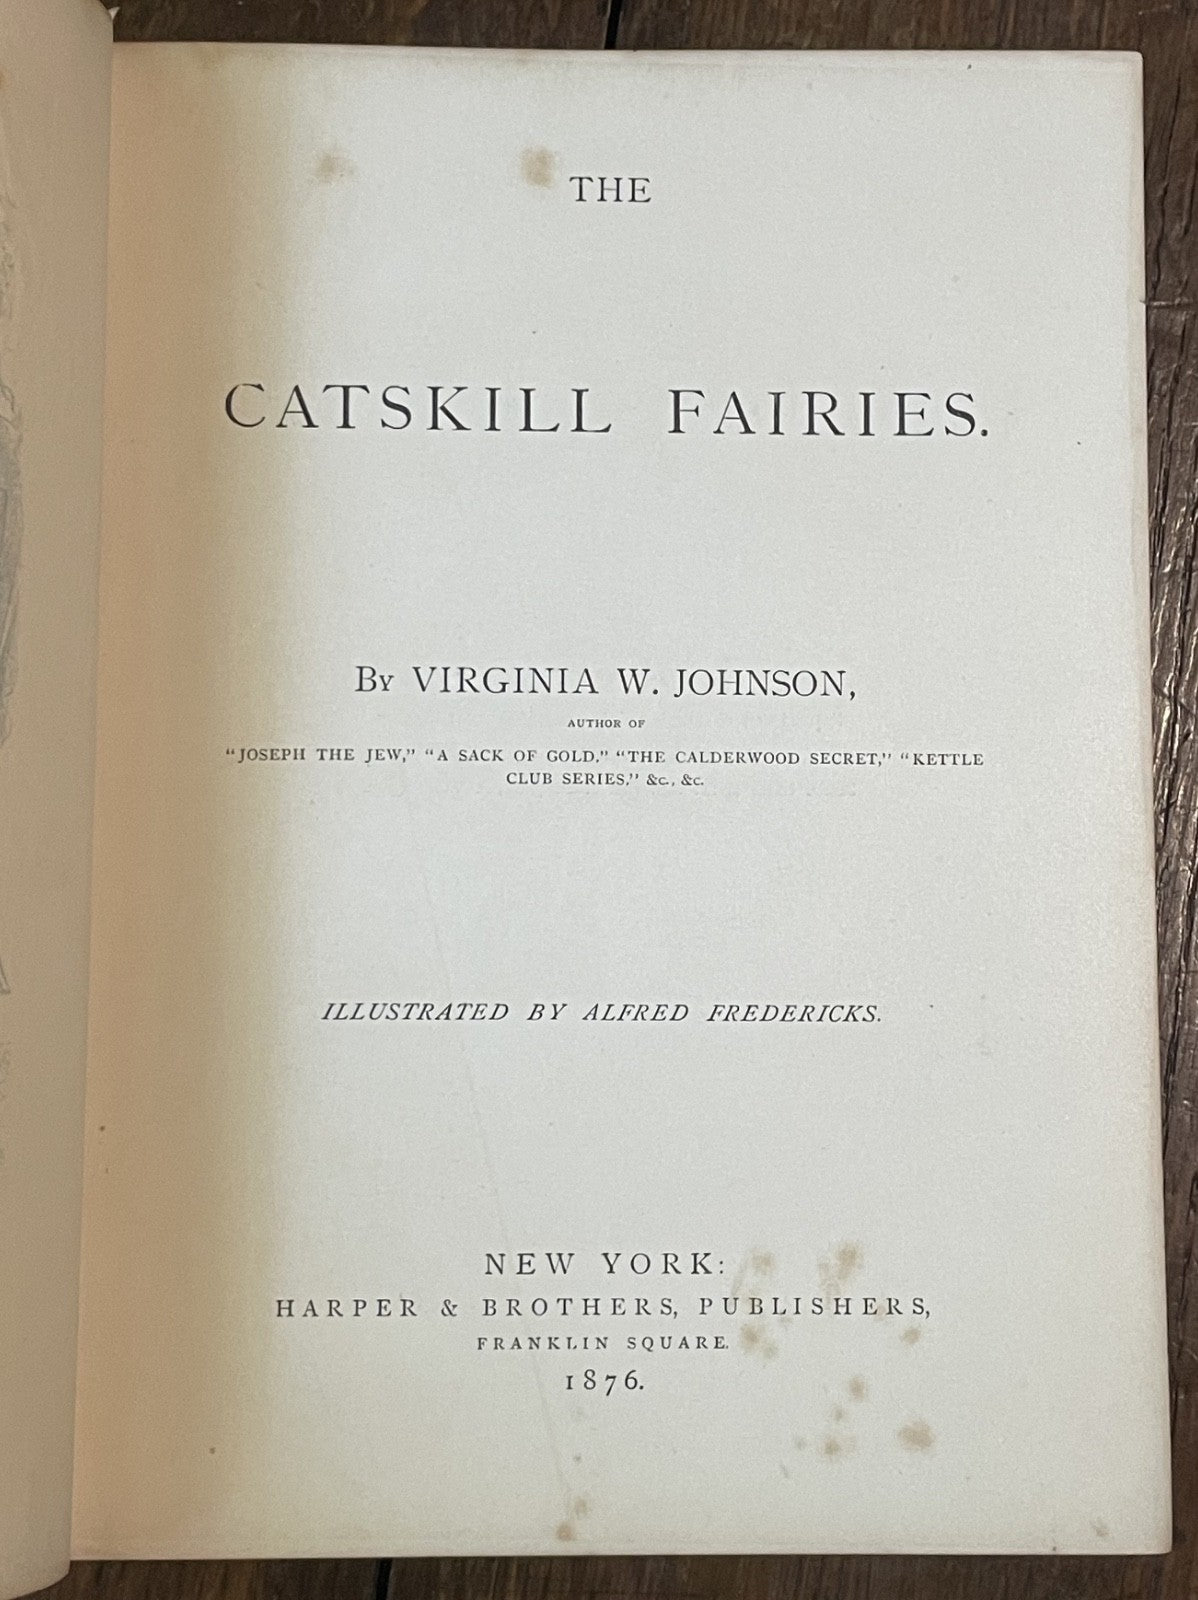 THE
CATSKILL FAIRIES.
By VIRGINIA W. JOHNSON,
AUTHOR OF
“JOSEPH THE JEW,” “A SACK OF GOLD,” “THE CALDERWOOD SECRET,” “KETTLE
CLUB SERIES,” &c., &c.
ILLUSTRATED BY ALFRED FREDERICKS.
NEW YORK:
HARPER & BROTHERS, PUBLISHERS,
FRANKLIN SQUARE.
1876.